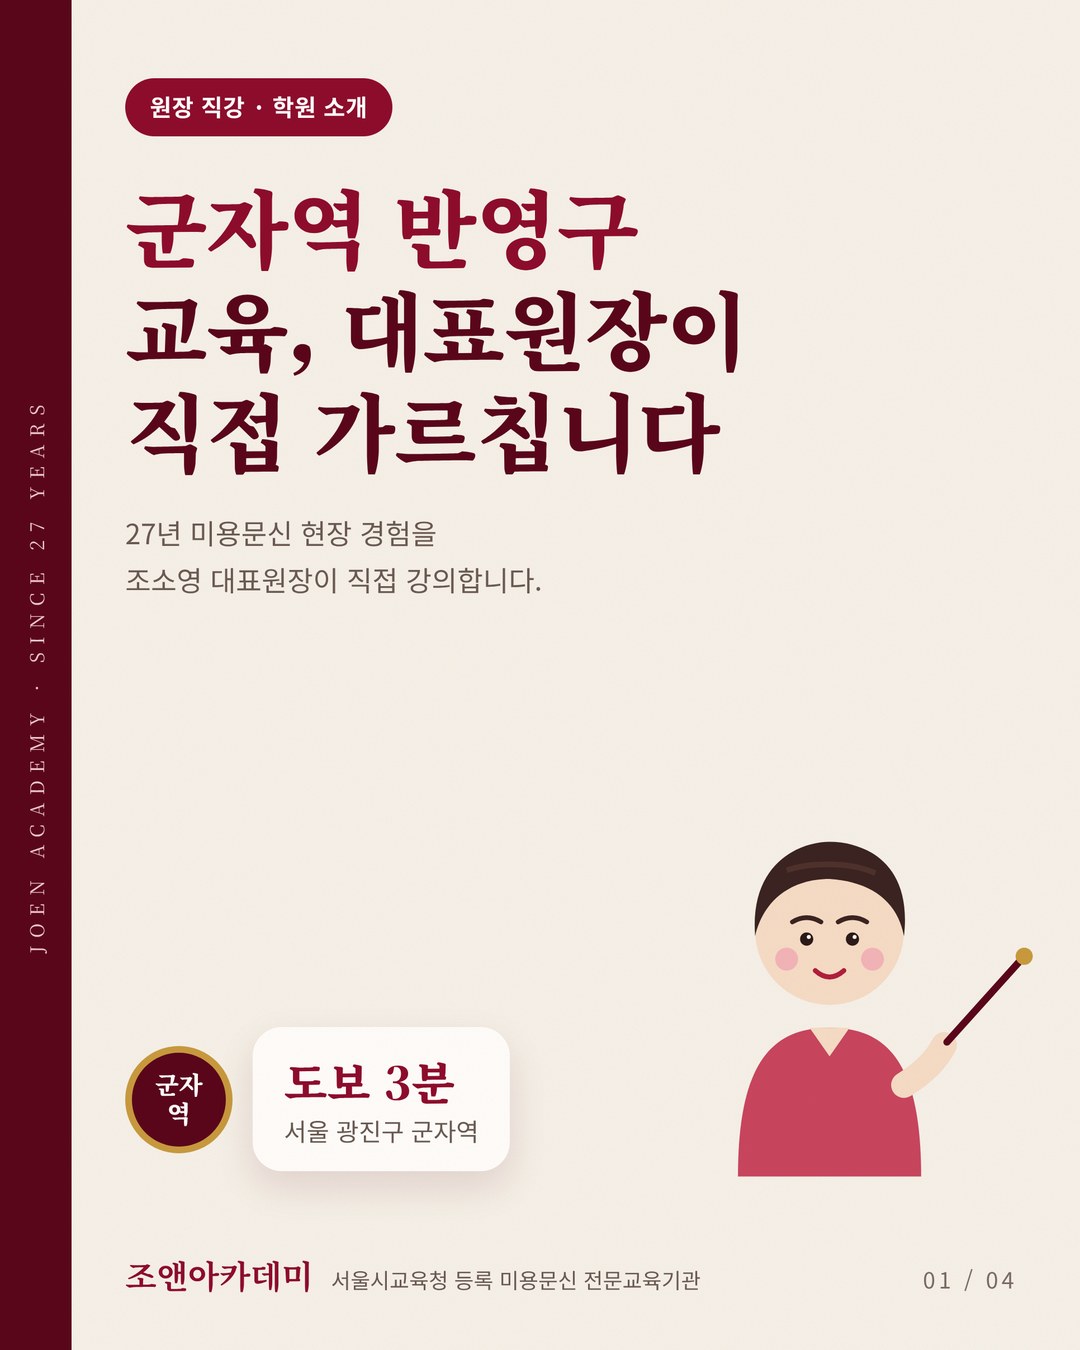 원장 직강 · 학원 소개
군자역 반영구
교육, 대표원장이
직접 가르칩니다
27년 미용문신 현장 경험을
조소영 대표원장이 직접 강의합니다.
JOEN ACADEMY · SINCE 27 YEARS
군자
역
도보 3분
서울 광진구 군자역
조앤아카데미 서울시교육청 등록 미용문신 전문교육기관 01 / 04